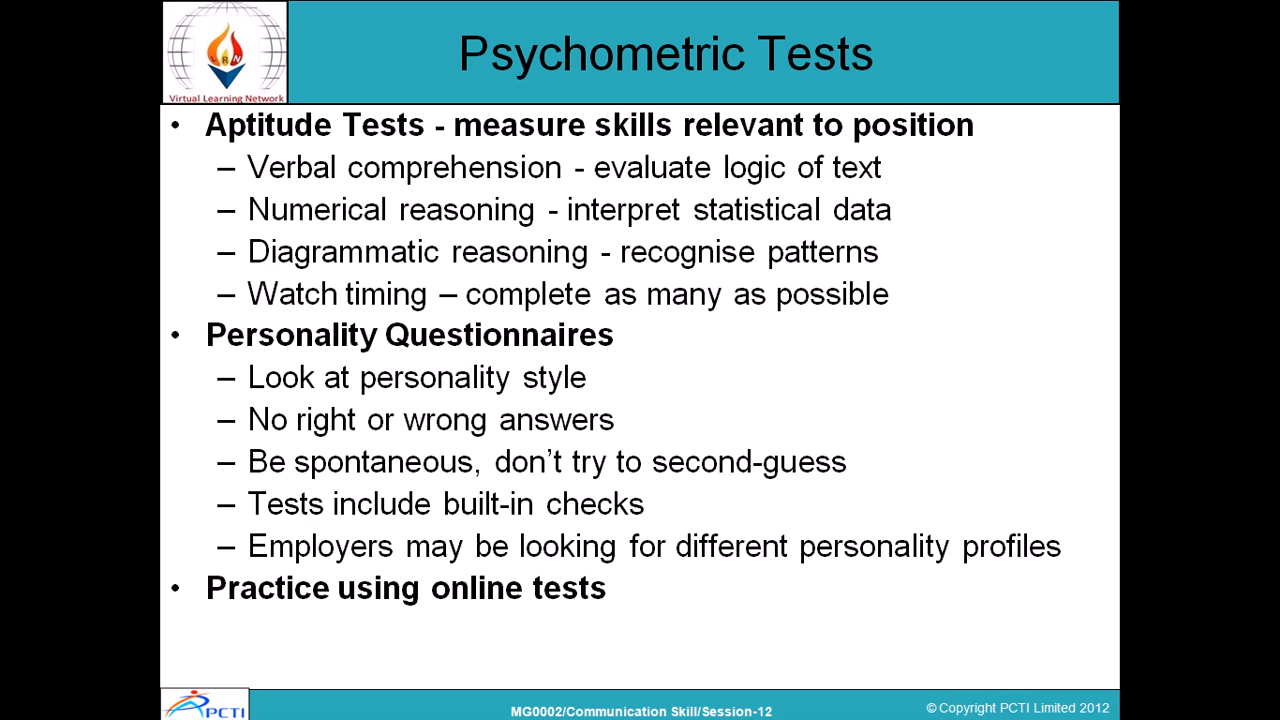 Psychometric Tests
Virtual Learning Network
• Aptitude Tests - measure skills relevant to position
– Verbal comprehension - evaluate logic of text
– Numerical reasoning - interpret statistical data
– Diagrammatic reasoning - recognise patterns
– Watch timing – complete as many as possible
• Personality Questionnaires
– Look at personality style
– No right or wrong answers
– Be spontaneous, don’t try to second-guess
– Tests include built-in checks
– Employers may be looking for different personality profiles
• Practice using online tests
PCTI
MG0002/Communication Skill/Session-12
© Copyright PCTI Limited 2012